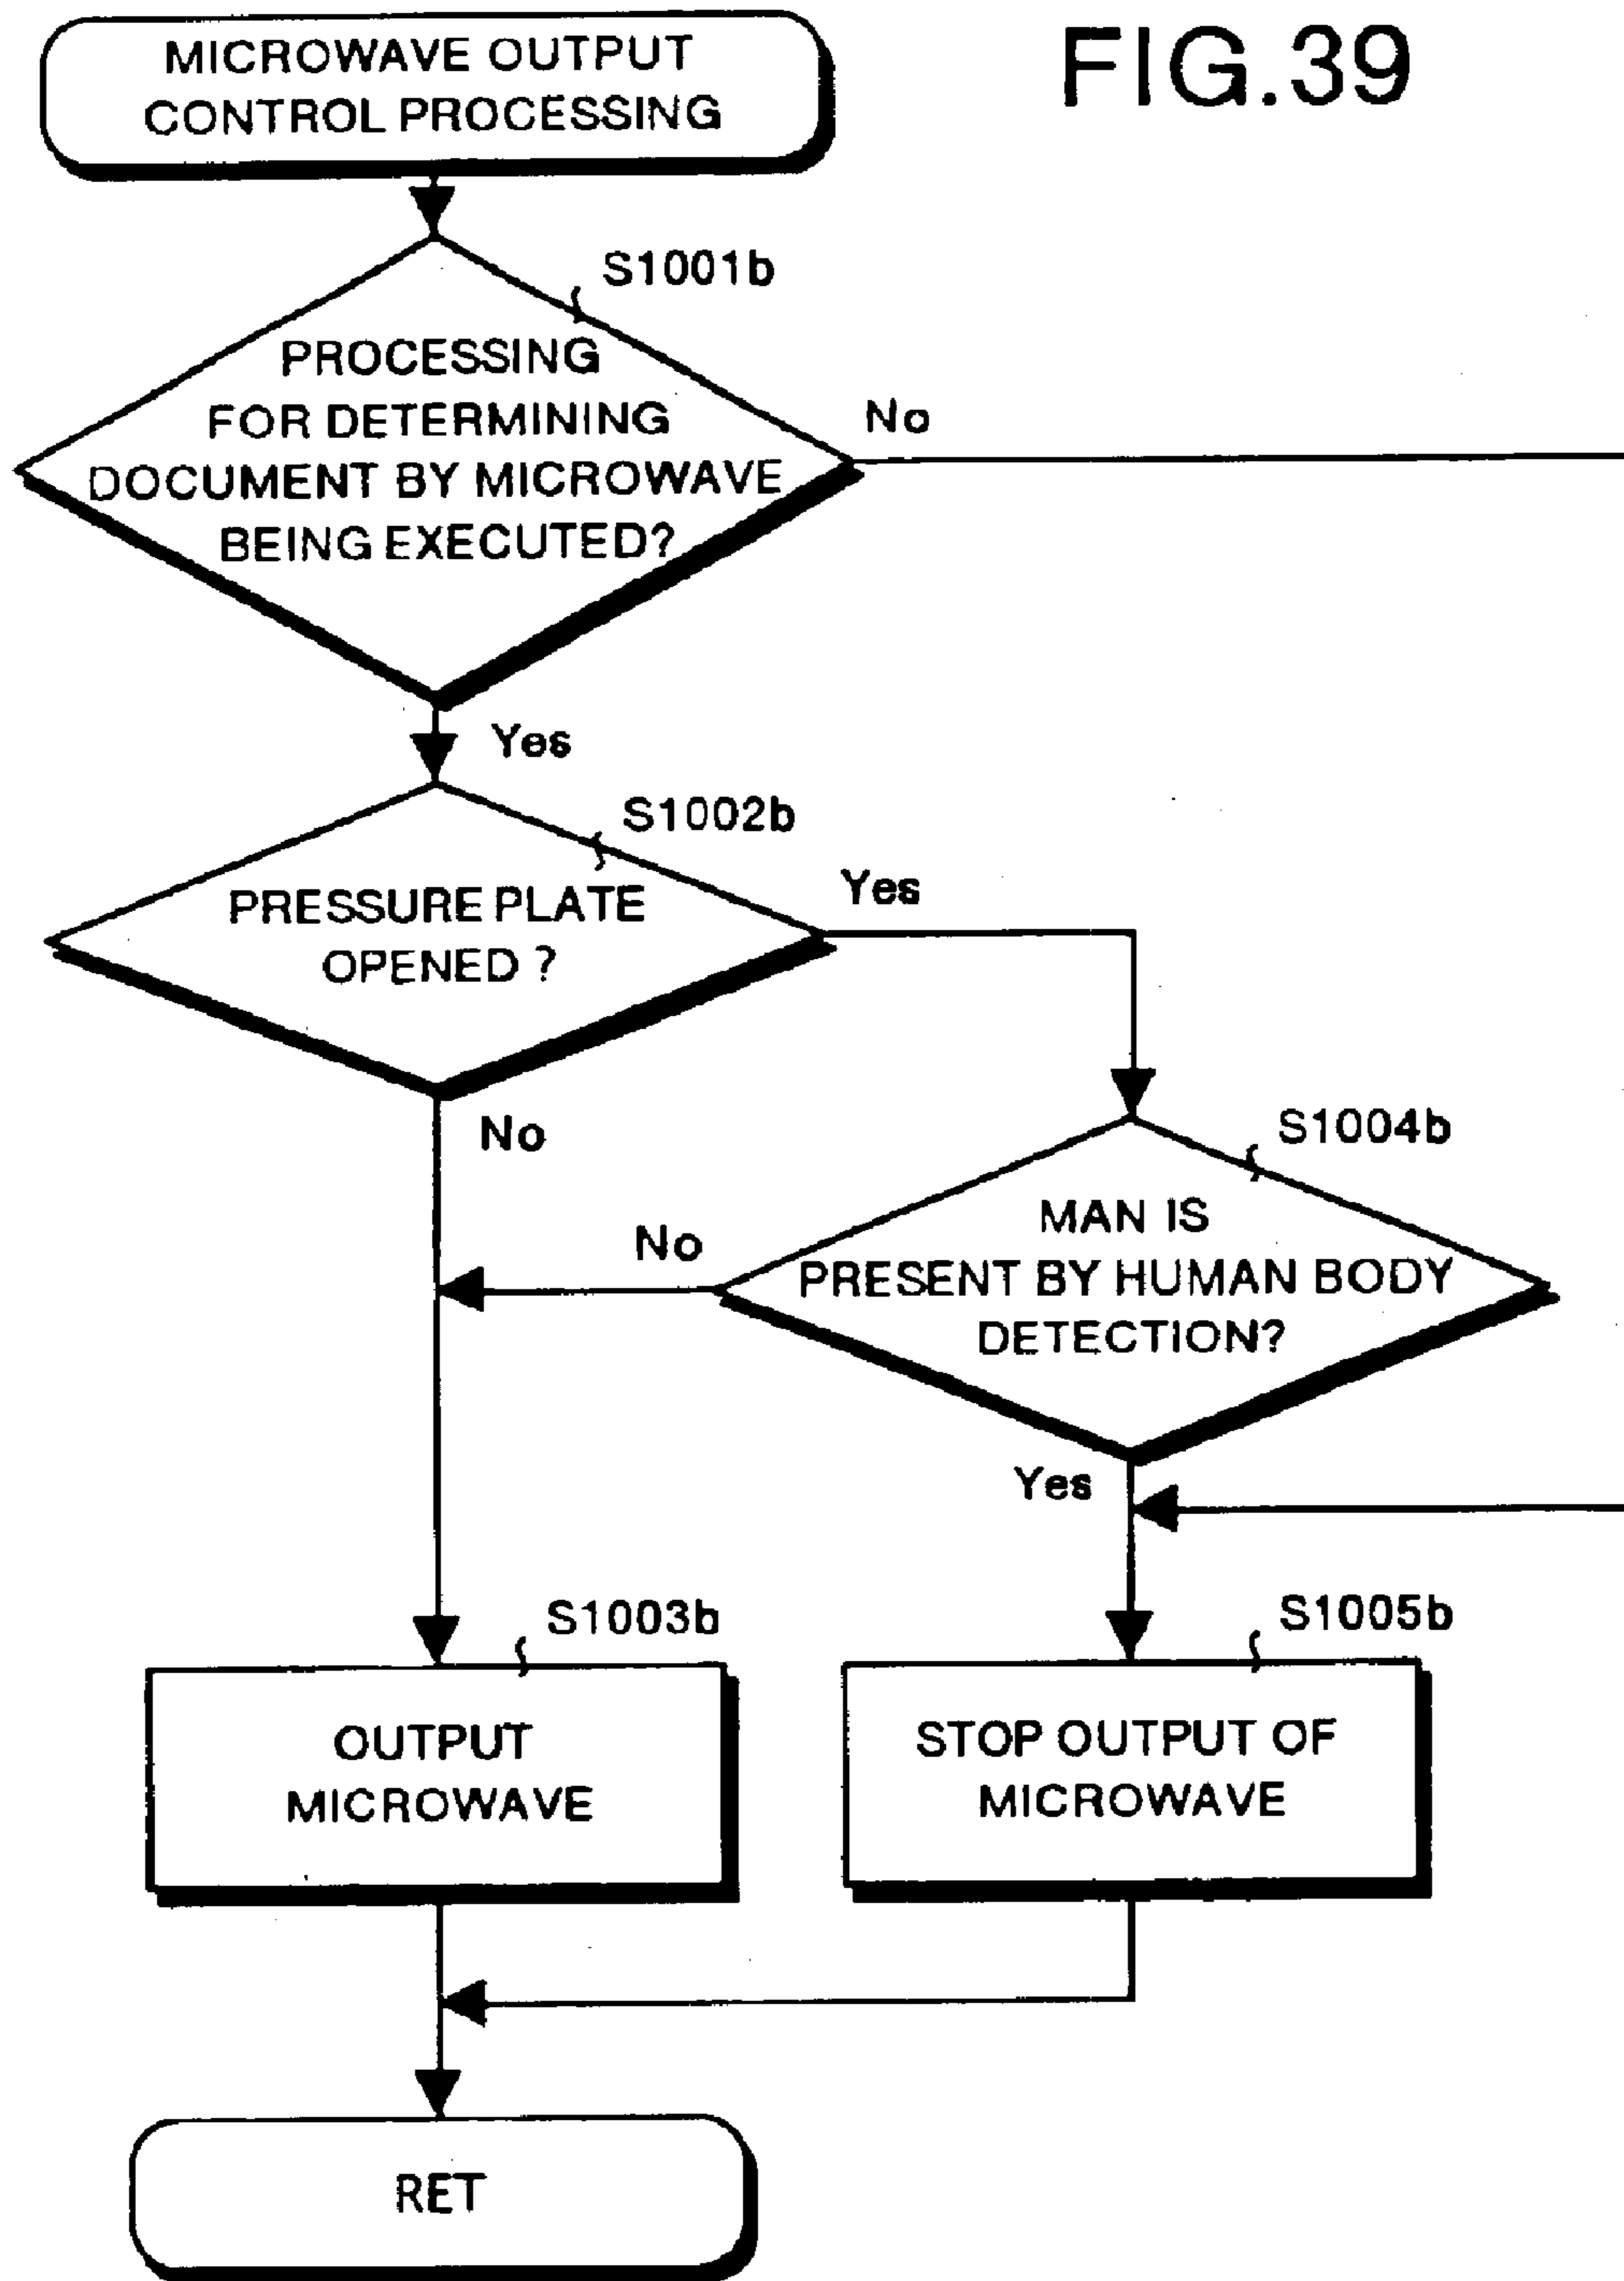 FIG.39
MICROWAVE OUTPUT
CONTROL PROCESSING
S1001b
PROCESSING
FOR DETERMINING
DOCUMENT BY MICROWAVE
BEING EXECUTED?
No
Yes
S1002b
PRESSURE PLATE
OPENED ?
Yes
No
S1004b
MAN IS
PRESENT BY HUMAN BODY
DETECTION?
No
Yes
S1003b
OUTPUT
MICROWAVE
S1005b
STOP OUTPUT OF
MICROWAVE
RET